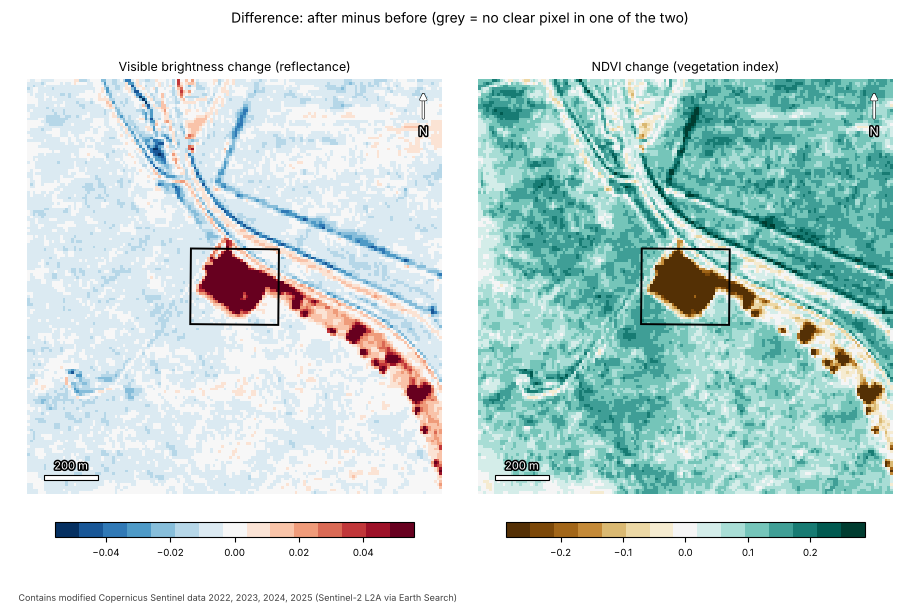 Difference: after minus before (grey = no clear pixel in one of the two)
Visible brightness change (reflectance)
NDVI change (vegetation index)
N
N
200 m
200 m
−0.04 −0.02 0.00 0.02 0.04
−0.2 −0.1 0.0 0.1 0.2
Contains modified Copernicus Sentinel data 2022, 2023, 2024, 2025 (Sentinel-2 L2A via Earth Search)